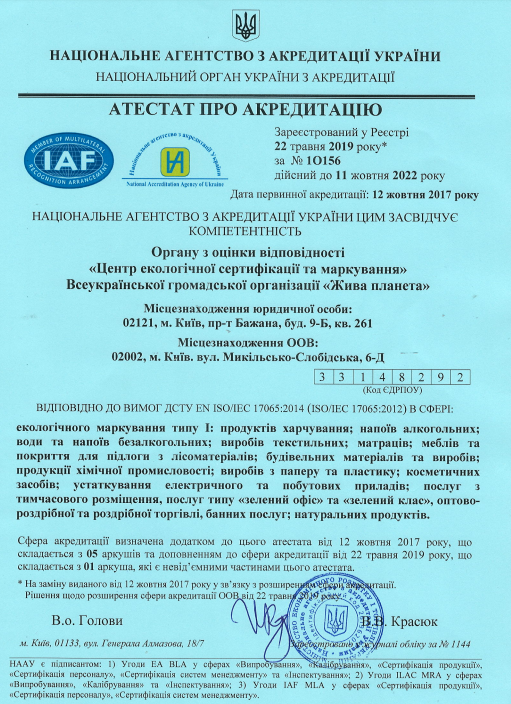 НАЦІОНАЛЬНЕ АГЕНТСТВО З АКРЕДИТАЦІЇ УКРАЇНИ
НАЦІОНАЛЬНИЙ ОРГАН УКРАЇНИ З АКРЕДИТАЦІЇ
АТЕСТАТ ПРО АКРЕДИТАЦІЮ
MEMBER OF MULTILATERAL
IAF
RECOGNITION ARRANGEMENT
Національне агентство з акредитації України
National Accreditation Agency of Ukraine
Зареєстрований у Реєстрі
22 травня 2019 року*
за № 1О156
дійсний до 11 жовтня 2022 року
Дата первинної акредитації: 12 жовтня 2017 року
НАЦІОНАЛЬНЕ АГЕНТСТВО З АКРЕДИТАЦІЇ УКРАЇНИ ЦИМ ЗАСВІДЧУЄ
КОМПЕТЕНТНІСТЬ
Органу з оцінки відповідності
«Центр екологічної сертифікації та маркування»
Всеукраїнської громадської організації «Жива планета»
Місцезнаходження юридичної особи:
02121, м. Київ, пр-т Бажана, буд. 9-Б, кв. 261
Місцезнаходження ООВ:
02002, м. Київ. вул. Микільсько-Слобідська, 6-Д
3 3 1 4 8 2 9 2
(Код ЄДРПОУ)
ВІДПОВІДНО ДО ВИМОГ ДСТУ EN ISO/IEC 17065:2014 (ISO/IEC 17065:2012) В СФЕРІ:
екологічного маркування типу І: продуктів харчування; напоїв алкогольних;
води та напоїв безалкогольних; виробів текстильних; матраців; меблів та
покриття для підлоги з лісоматеріалів; будівельних матеріалів та виробів;
продукції хімічної промисловості; виробів з паперу та пластику; косметичних
засобів; устаткування електричного та побутових приладів; послуг з
тимчасового розміщення, послуг типу «зелений офіс» та «зелений клас», оптово-
роздрібної та роздрібної торгівлі, банних послуг; натуральних продуктів.
Сфера акредитації визначена додатком до цього атестата від 12 жовтня 2017 року, що
складається з 05 аркушів та доповненням до сфери акредитації від 22 травня 2019 року, що
складається з 01 аркуша, які є невід’ємними частинами цього атестата.
* На заміну виданого від 12 жовтня 2017 року у зв’язку з розширенням сфери акредитації.
Рішення щодо розширення сфери акредитації ООВ від 22 травня 2019 року
В.о. Голови
В.В. Красюк
м. Київ, 01133, вул. Генерала Алмазова, 18/7
Зареєстровано в журналі обліку за № 1144
НААУ є підписантом: 1) Угоди EA BLA у сферах «Випробування», «Калібрування», «Сертифікація продукції»,
«Сертифікація персоналу», «Сертифікація систем менеджменту» та «Інспектування»; 2) Угоди ILAC MRA у сферах
«Випробування», «Калібрування» та «Інспектування»; 3) Угоди IAF MLA у сферах «Сертифікація продукції»,
«Сертифікація персоналу», «Сертифікація систем менеджменту».